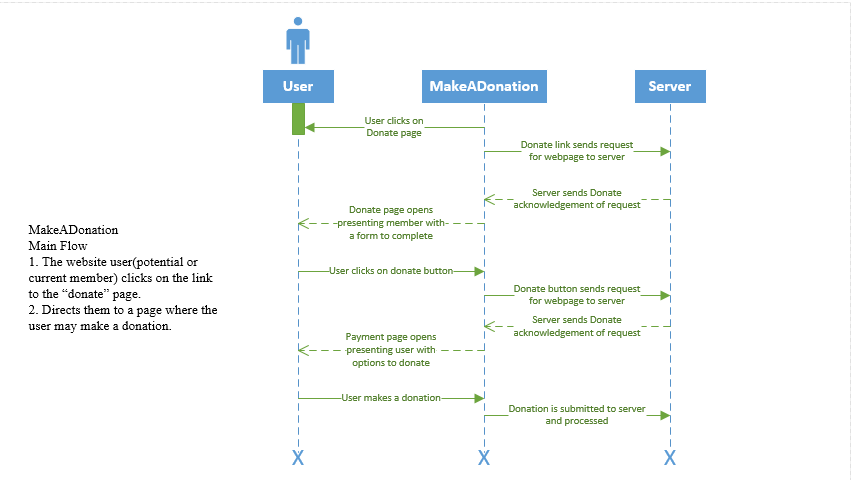 User
MakeADonation
Server
User clicks on
Donate page
Donate link sends request
for webpage to server
Server sends Donate
acknowledgement of request
Donate page opens
presenting member with
a form to complete
MakeADonation
Main Flow
1. The website user(potential or
current member) clicks on the link
to the “donate” page.
2. Directs them to a page where the
user may make a donation.
User clicks on donate button
Donate button sends request
for webpage to server
Server sends Donate
acknowledgement of request
Payment page opens
presenting user with
options to donate
User makes a donation
Donation is submitted to server
and processed
X
X
X